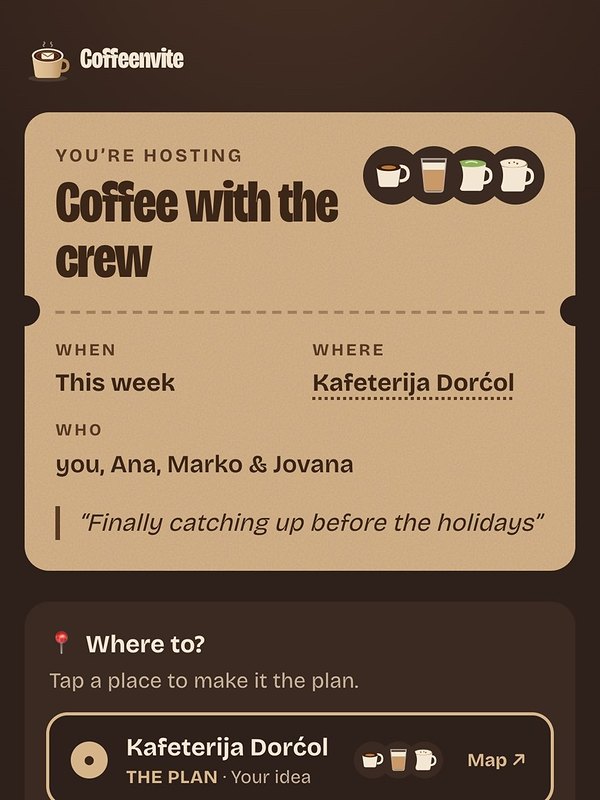 Coffeenvite
YOU’RE HOSTING
Coffee with the
crew
WHEN
This week
WHERE
Kafeterija Dorćol
WHO
you, Ana, Marko & Jovana
“Finally catching up before the holidays”
Where to?
Tap a place to make it the plan.
Kafeterija Dorćol
THE PLAN · Your idea
Map ↗